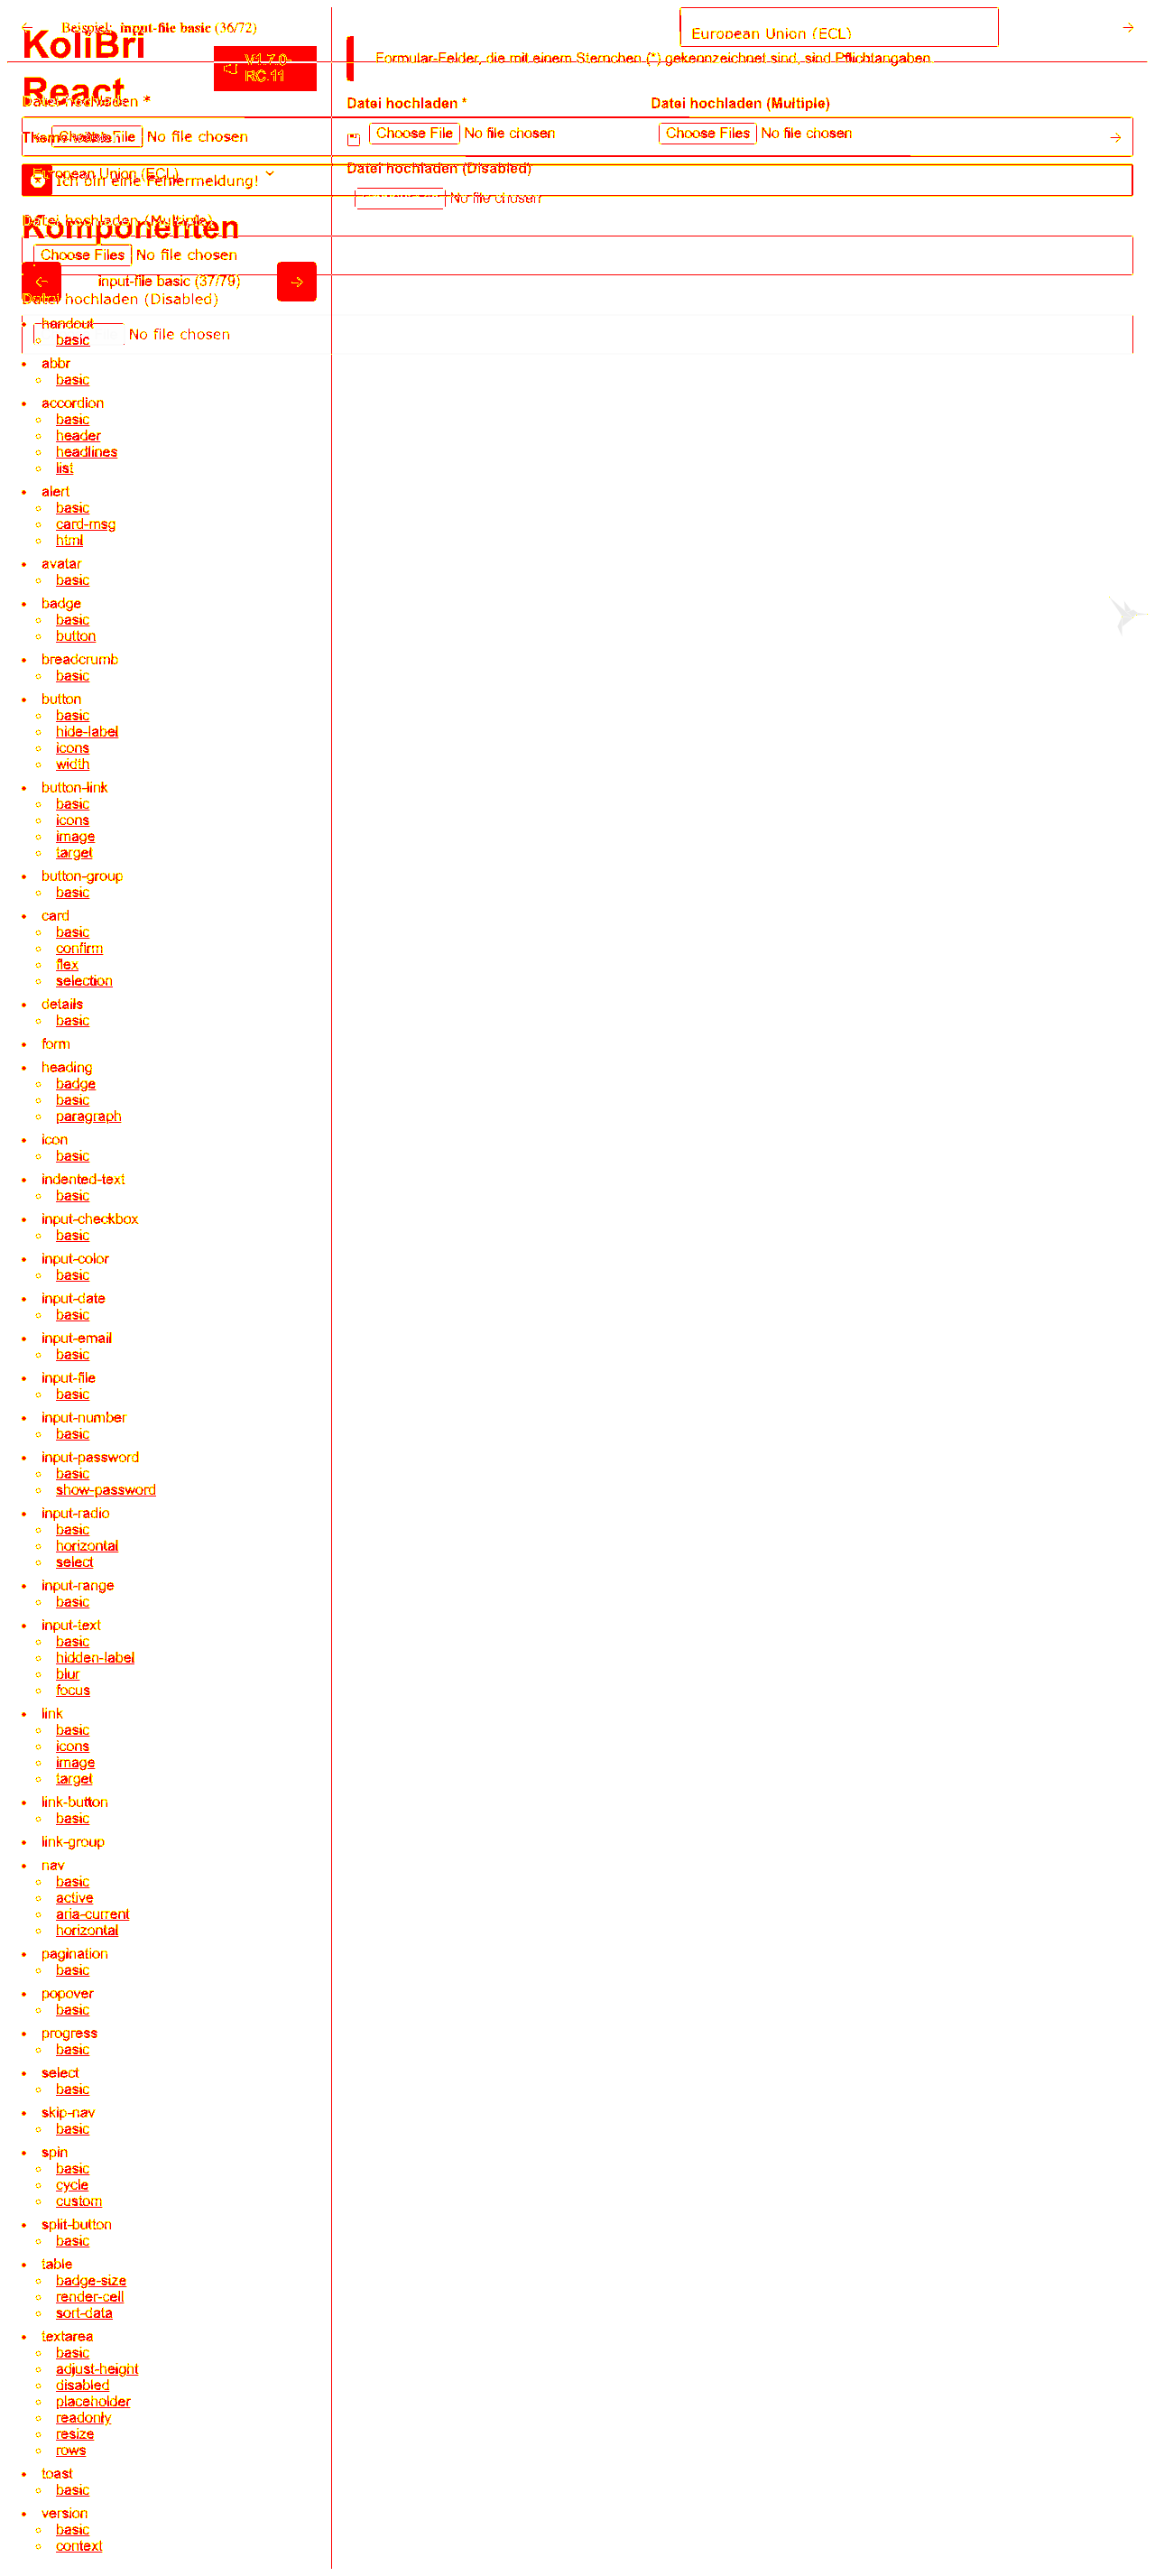 Beispiel: input-file basic (36/72)
European Union (ECL)
KoliBri
React
V1.7.0-
RC.11
Formular-Felder, die mit einem Sternchen (*) gekennzeichnet sind, sind Pflichtangaben.
Datei hochladen *
Datei hochladen *
Datei hochladen (Multiple)
Choose File No file chosen
Choose File No file chosen
Choose Files No file chosen
Datei hochladen (Disabled)
European Union (ECL)
Ich bin eine Fehlermeldung!
No file chosen
Datei hochladen (Multiple)
Komponenten
Choose Files No file chosen
input-file basic (37/79)
Datei hochladen (Disabled)
handout
No file chosen
basic
abbr
basic
accordion
basic
header
headlines
list
alert
basic
card-msg
html
avatar
basic
badge
basic
button
breadcrumb
basic
button
basic
hide-label
icons
width
button-link
basic
icons
image
target
button-group
basic
card
basic
confirm
flex
selection
details
basic
form
heading
badge
basic
paragraph
icon
basic
indented-text
basic
input-checkbox
basic
input-color
basic
input-date
basic
input-email
basic
input-file
basic
input-number
basic
input-password
basic
show-password
input-radio
basic
horizontal
select
input-range
basic
input-text
basic
hidden-label
blur
focus
link
basic
icons
image
target
link-button
basic
link-group
nav
basic
active
aria-current
horizontal
pagination
basic
popover
basic
progress
basic
select
basic
skip-nav
basic
spin
basic
cycle
custom
split-button
basic
table
badge-size
render-cell
sort-data
textarea
basic
adjust-height
disabled
placeholder
readonly
resize
rows
toast
basic
version
basic
context